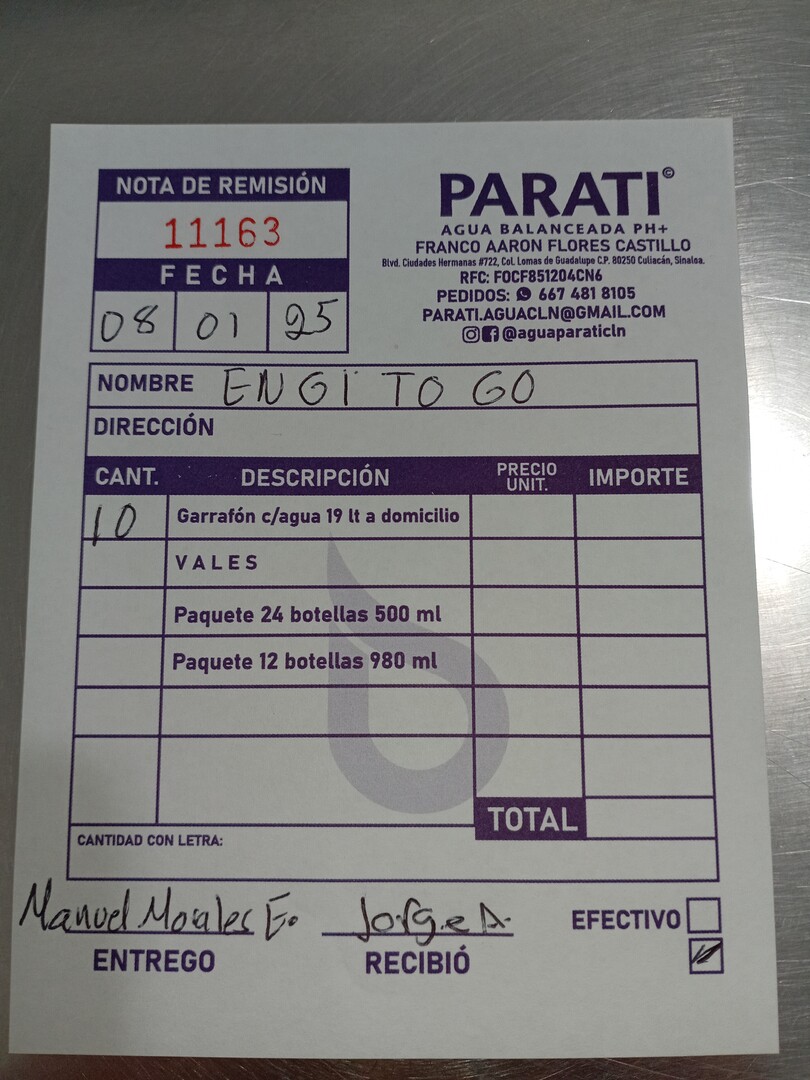 NOTA DE REMISIÓN
11163
FECHA
08 01 25
PARATI©
AGUA BALANCEADA PH+
FRANCO AARON FLORES CASTILLO
Blvd. Ciudades Hermanas #722, Col. Lomas de Guadalupe C.P. 80250 Culiacán, Sinaloa.
RFC: FOCF851204CN6
PEDIDOS: 667 481 8105
PARATI.AGUACLN@GMAIL.COM
@aguaparaticln
NOMBRE ENGI TO GO
DIRECCIÓN
CANT. DESCRIPCIÓN PRECIO UNIT. IMPORTE
10 Garrafón c/agua 19 lt a domicilio
VALES
Paquete 24 botellas 500 ml
Paquete 12 botellas 980 ml
TOTAL
CANTIDAD CON LETRA:
Manuel Morales E. Jorge A. EFECTIVO
ENTREGO RECIBIÓ